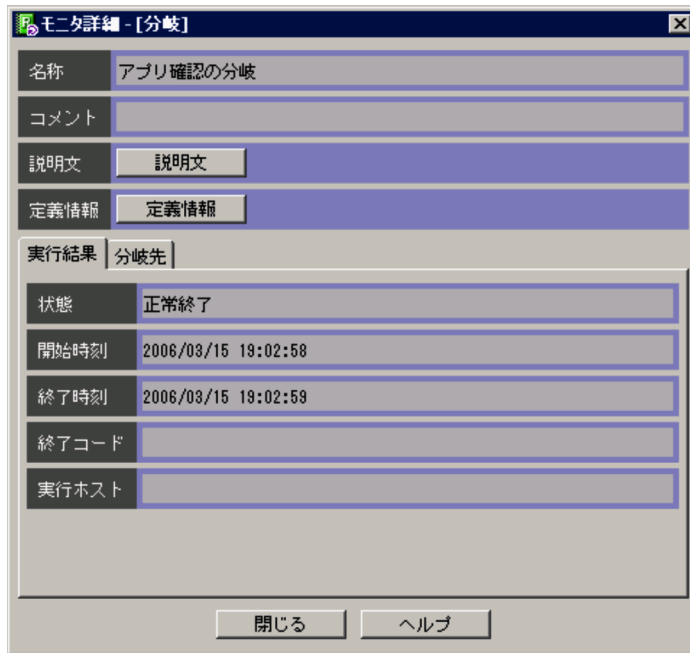 モニタ詳細 - [分岐]
名称 アプリ確認の分岐
コメント
説明文 説明文
定義情報 定義情報
実行結果 分岐先
状態 正常終了
開始時刻 2006/03/15 19:02:58
終了時刻 2006/03/15 19:02:59
終了コード
実行ホスト
閉じる ヘルプ